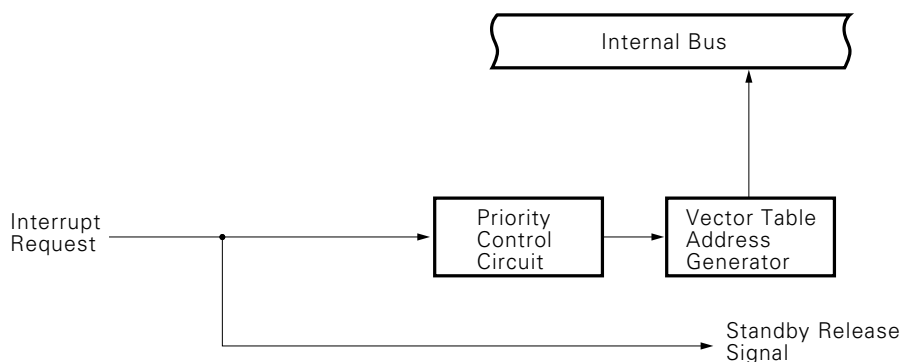 Internal Bus
Interrupt
Request
Priority
Control
Circuit
Vector Table
Address
Generator
Standby Release
Signal